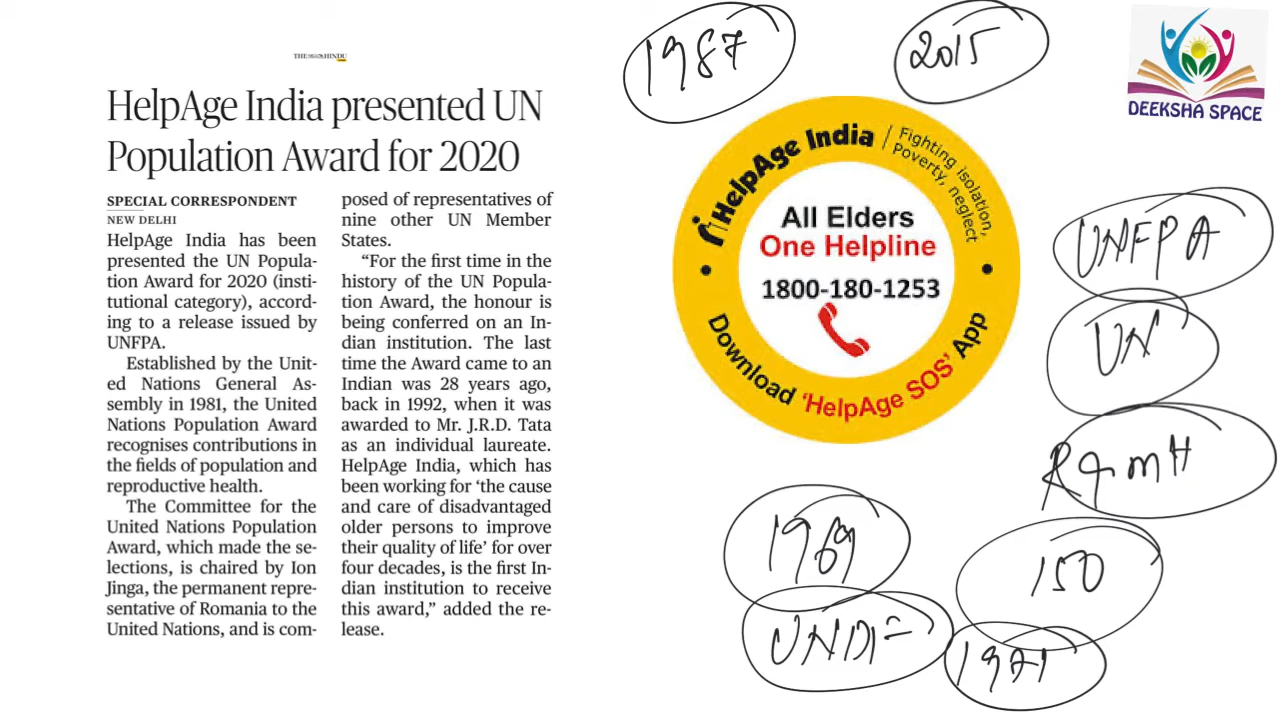 THE HINDU
HelpAge India presented UN
Population Award for 2020
SPECIAL CORRESPONDENT
NEW DELHI
HelpAge India has been
presented the UN Popula-
tion Award for 2020 (insti-
tutional category), accord-
ing to a release issued by
UNFPA.
Established by the Unit-
ed Nations General As-
sembly in 1981, the United
Nations Population Award
recognises contributions in
the fields of population and
reproductive health.
The Committee for the
United Nations Population
Award, which made the se-
lections, is chaired by Ion
Jinga, the permanent repre-
sentative of Romania to the
United Nations, and is com-
posed of representatives of
nine other UN Member
States.
“For the first time in the
history of the UN Popula-
tion Award, the honour is
being conferred on an In-
dian institution. The last
time the Award came to an
Indian was 28 years ago,
back in 1992, when it was
awarded to Mr. J.R.D. Tata
as an individual laureate.
HelpAge India, which has
been working for ‘the cause
and care of disadvantaged
older persons to improve
their quality of life’ for over
four decades, is the first In-
dian institution to receive
this award,” added the re-
lease.
1987
2015
DEEKSHA SPACE
HelpAge India | Fighting isolation,
Poverty, neglect
All Elders
One Helpline
1800-180-1253
Download ‘HelpAge SOS’ App
UNFPA
UN
1969
150